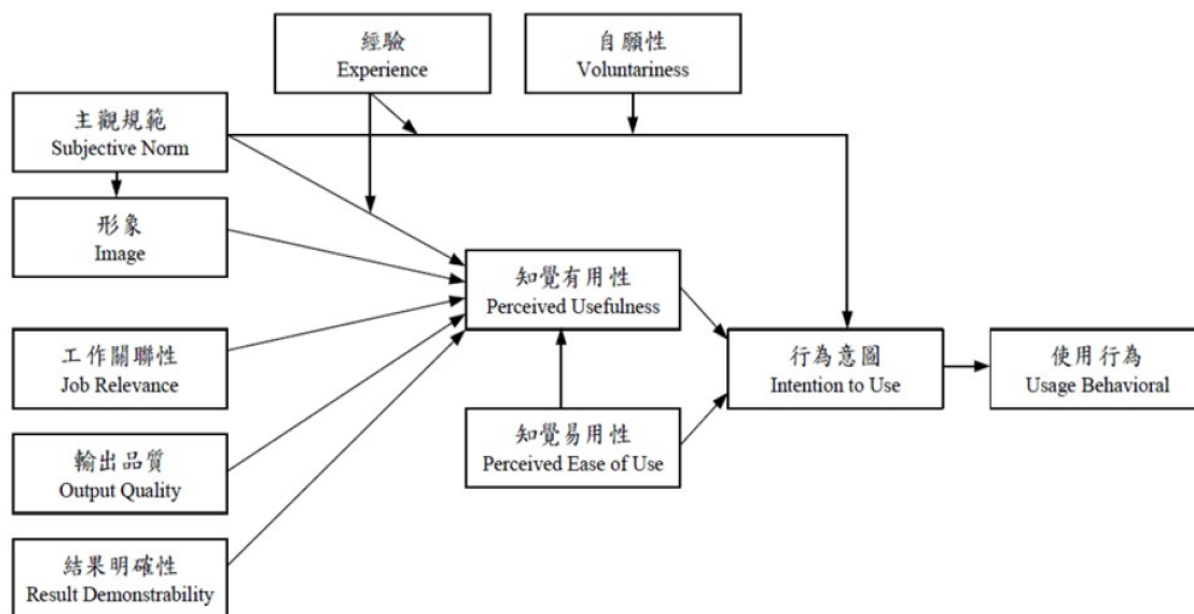 經驗
Experience
自願性
Voluntariness
主觀規範
Subjective Norm
形象
Image
知覺有用性
Perceived Usefulness
工作關聯性
Job Relevance
行為意圖
Intention to Use
使用行為
Usage Behavioral
知覺易用性
Perceived Ease of Use
輸出品質
Output Quality
結果明確性
Result Demonstrability